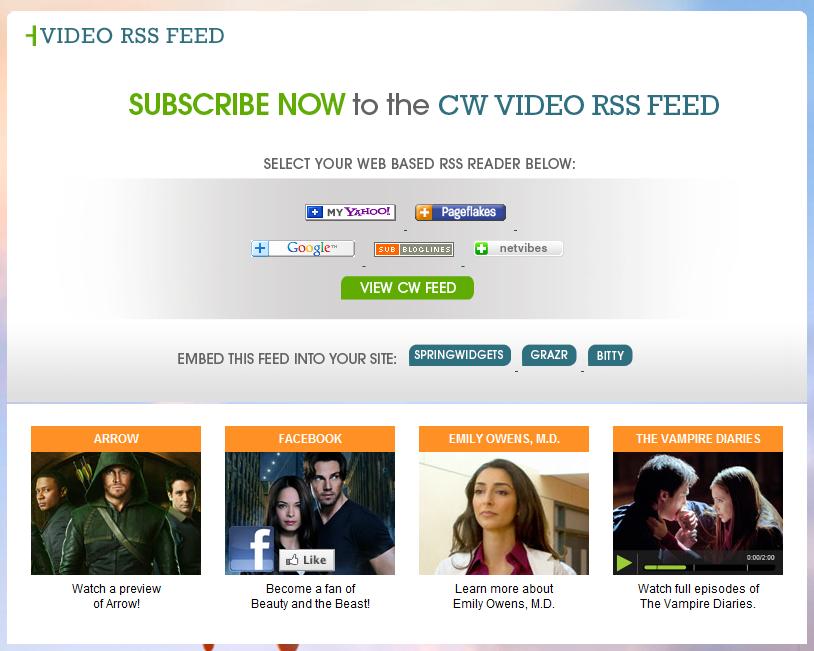 VIDEO RSS FEED
SUBSCRIBE NOW to the CW VIDEO RSS FEED
SELECT YOUR WEB BASED RSS READER BELOW:
MY YAHOO! Pageflakes
Google™ SUB BLOGLINES netvibes
VIEW CW FEED
EMBED THIS FEED INTO YOUR SITE: SPRINGWIDGETS GRAZR BITTY
ARROW FACEBOOK EMILY OWENS, M.D. THE VAMPIRE DIARIES
f Like 0:00/2:00
Watch a preview
of Arrow!
Become a fan of
Beauty and the Beast!
Learn more about
Emily Owens, M.D.
Watch full episodes of
The Vampire Diaries.